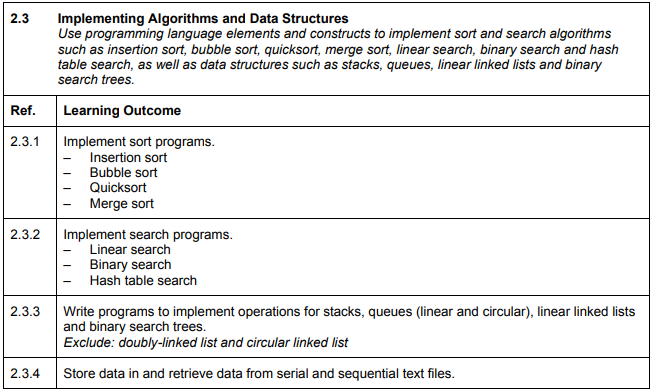 2.3 Implementing Algorithms and Data Structures
Use programming language elements and constructs to implement sort and search algorithms
such as insertion sort, bubble sort, quicksort, merge sort, linear search, binary search and hash
table search, as well as data structures such as stacks, queues, linear linked lists and binary
search trees.
Ref. Learning Outcome
2.3.1 Implement sort programs.
– Insertion sort
– Bubble sort
– Quicksort
– Merge sort
2.3.2 Implement search programs.
– Linear search
– Binary search
– Hash table search
2.3.3 Write programs to implement operations for stacks, queues (linear and circular), linear linked lists
and binary search trees.
Exclude: doubly-linked list and circular linked list
2.3.4 Store data in and retrieve data from serial and sequential text files.